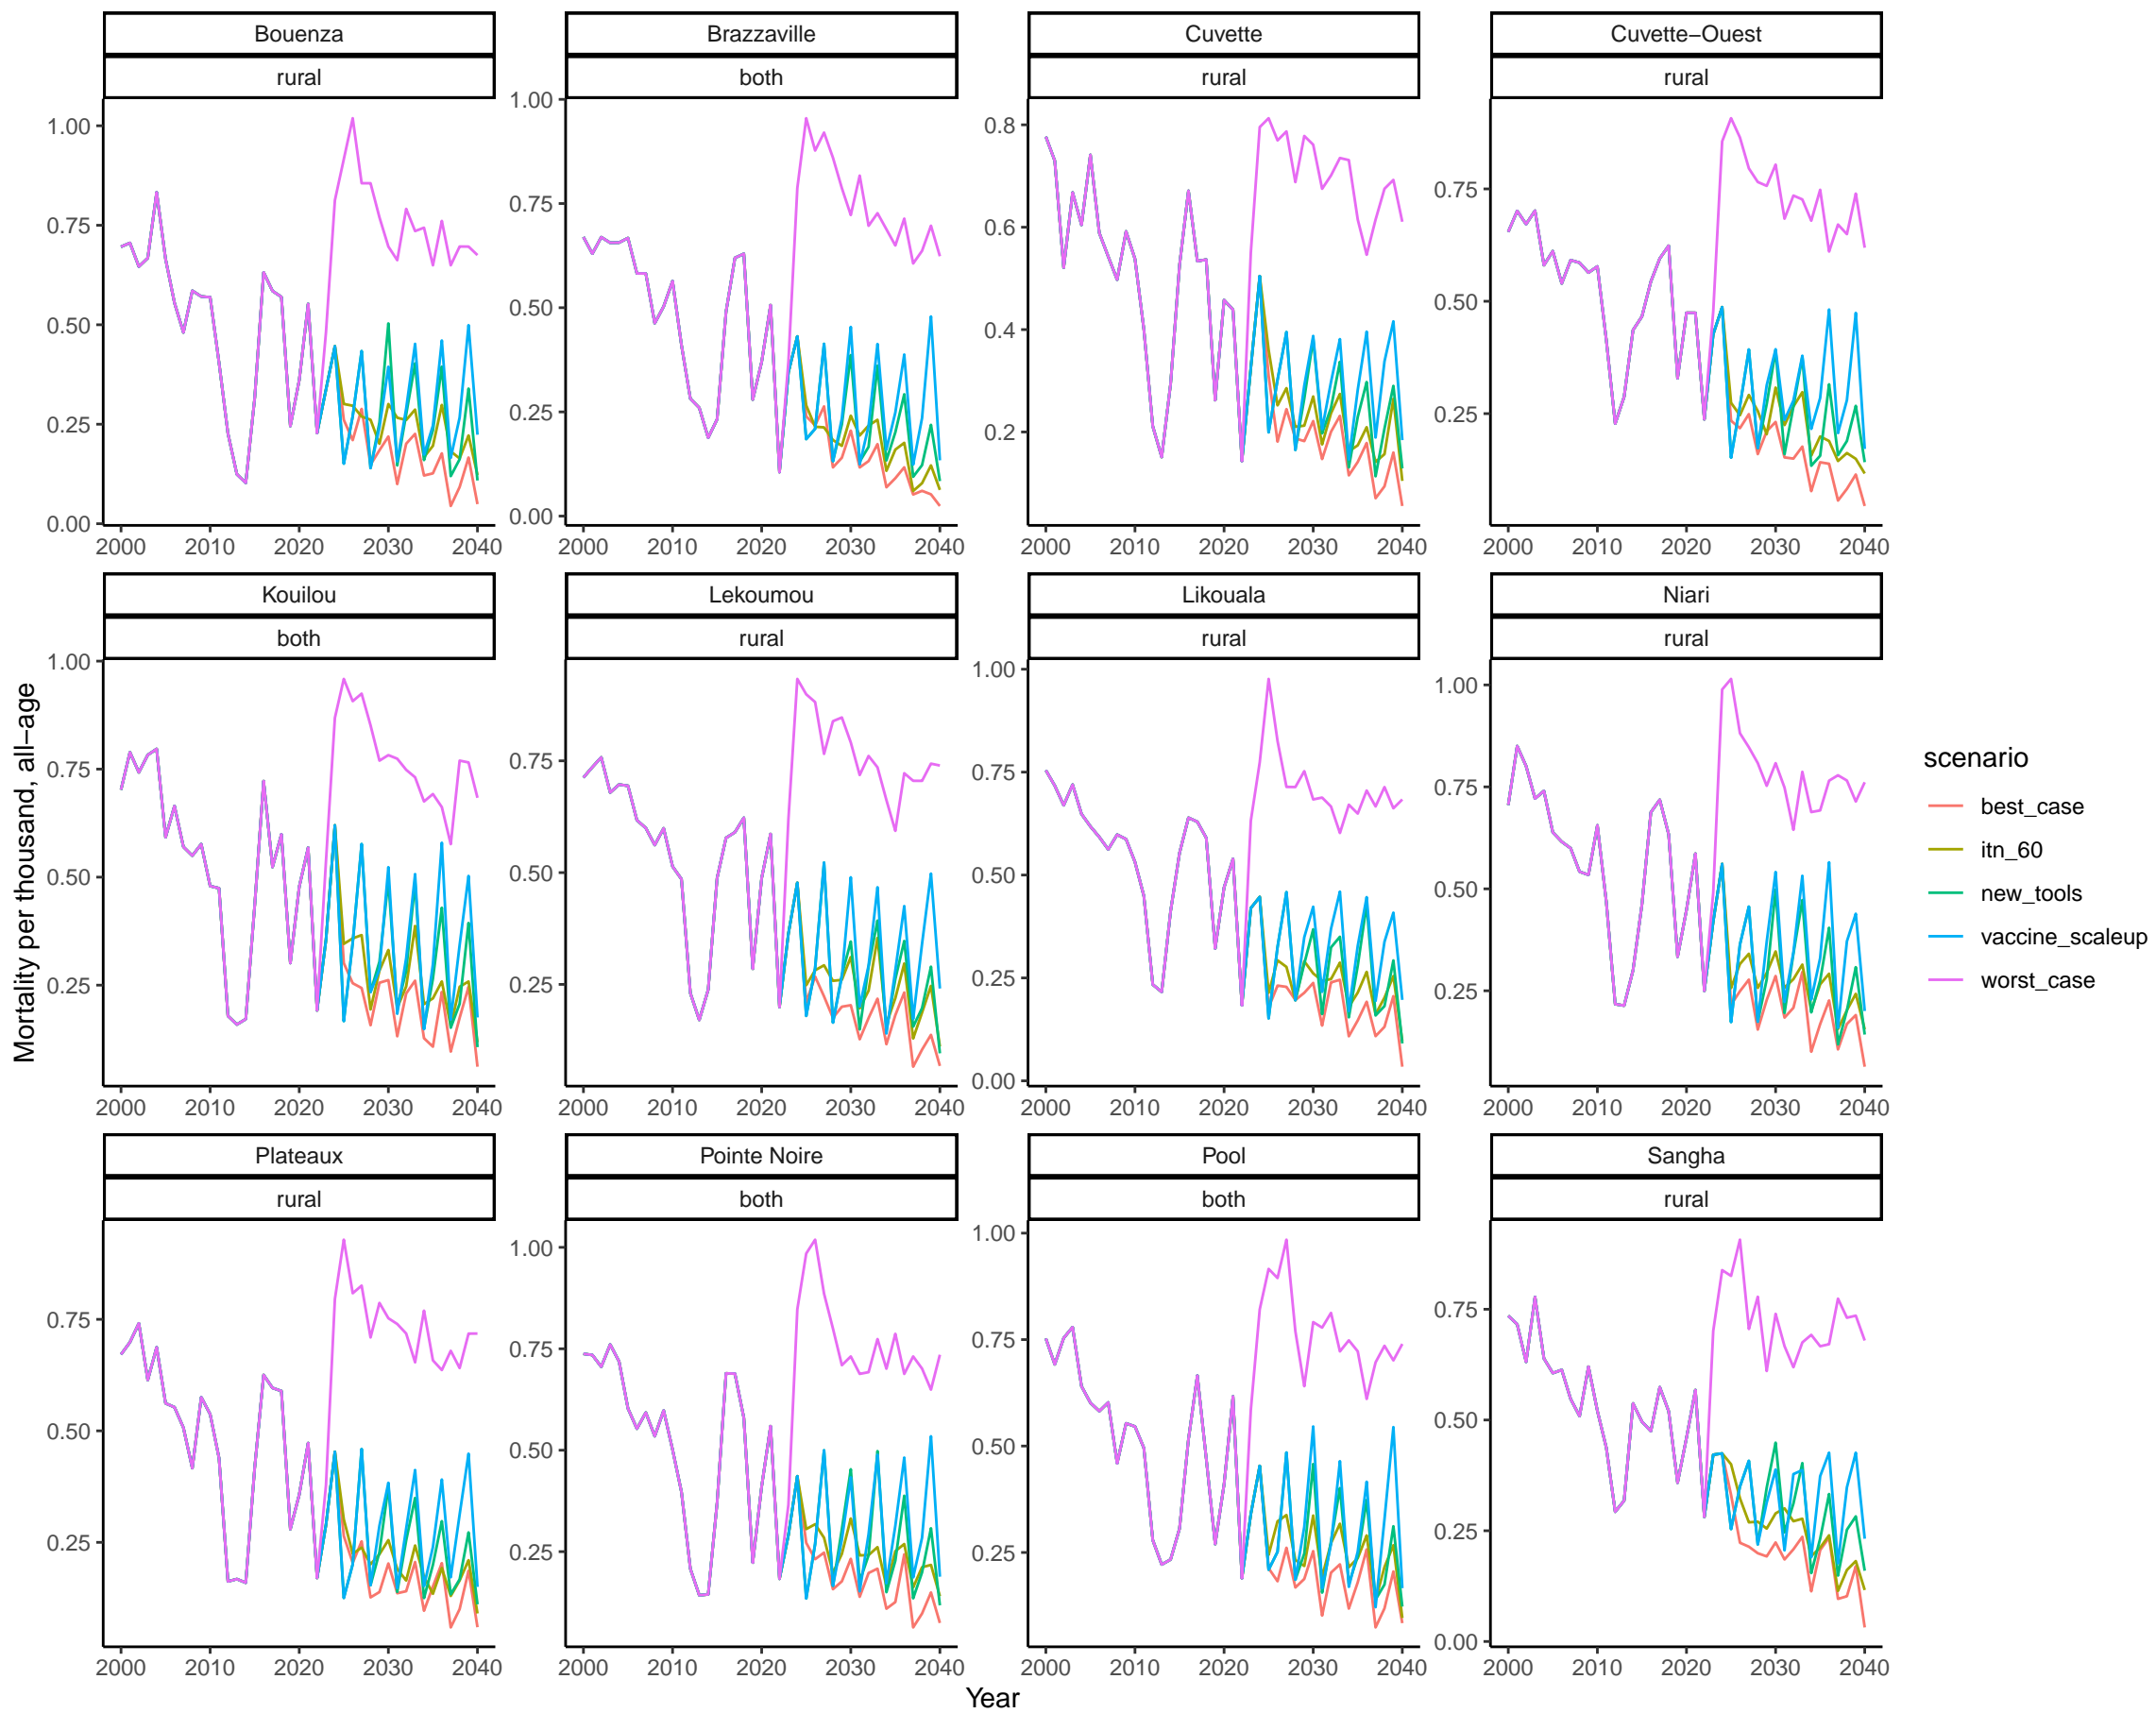 Bouenza
rural
Brazzaville
both
Cuvette
rural
Cuvette−Ouest
rural
1.00
0.75
0.50
0.25
0.00
1.00
0.75
0.50
0.25
0.00
0.8
0.6
0.4
0.2
0.75
0.50
0.25
2000 2010 2020 2030 2040
2000 2010 2020 2030 2040
2000 2010 2020 2030 2040
2000 2010 2020 2030 2040
Kouilou
both
Lekoumou
rural
Likouala
rural
Niari
rural
1.00
0.75
0.50
0.25
0.75
0.50
0.25
1.00
0.75
0.50
0.25
0.00
1.00
0.75
0.50
0.25
2000 2010 2020 2030 2040
2000 2010 2020 2030 2040
2000 2010 2020 2030 2040
2000 2010 2020 2030 2040
Plateaux
rural
Pointe Noire
both
Pool
both
Sangha
rural
0.75
0.50
0.25
1.00
0.75
0.50
0.25
1.00
0.75
0.50
0.25
0.75
0.50
0.25
0.00
2000 2010 2020 2030 2040
2000 2010 2020 2030 2040
2000 2010 2020 2030 2040
2000 2010 2020 2030 2040
Year
Mortality per thousand, all−age
scenario
best_case
itn_60
new_tools
vaccine_scaleup
worst_case